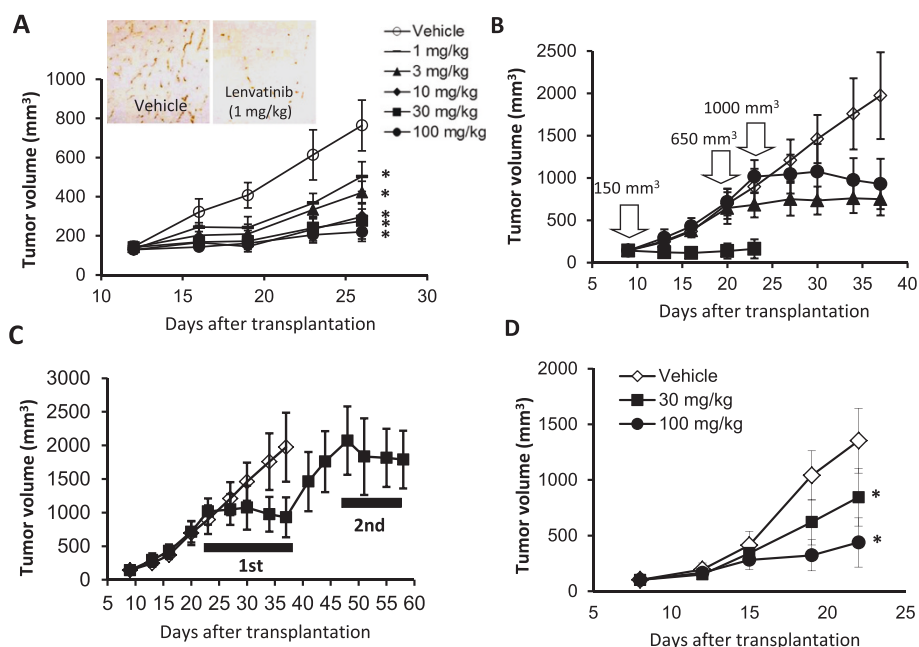 A
Vehicle
Lenvatinib
(1 mg/kg)
Vehicle
1 mg/kg
3 mg/kg
10 mg/kg
30 mg/kg
100 mg/kg
Tumor volume (mm³)
1000
800
600
400
200
0
*
*
*
*
*
10
15
20
25
30
Days after transplantation
B
Tumor volume (mm³)
2500
2000
1500
1000
500
0
150 mm³
650 mm³
1000 mm³
5
10
15
20
25
30
35
40
Days after transplantation
C
Tumor volume (mm³)
3000
2500
2000
1500
1000
500
0
1st
2nd
5
10
15
20
25
30
35
40
45
50
55
60
Days after transplantation
D
Vehicle
30 mg/kg
100 mg/kg
Tumor volume (mm³)
2000
1500
1000
500
0
*
*
5
10
15
20
25
Days after transplantation